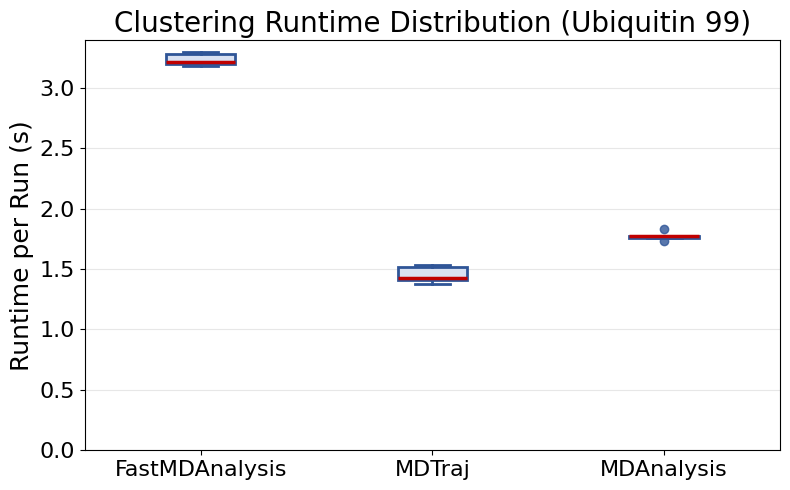 Clustering Runtime Distribution (Ubiquitin 99)
Runtime per Run (s)
3.0
2.5
2.0
1.5
1.0
0.5
0.0
FastMDAnalysis MDTraj MDAnalysis